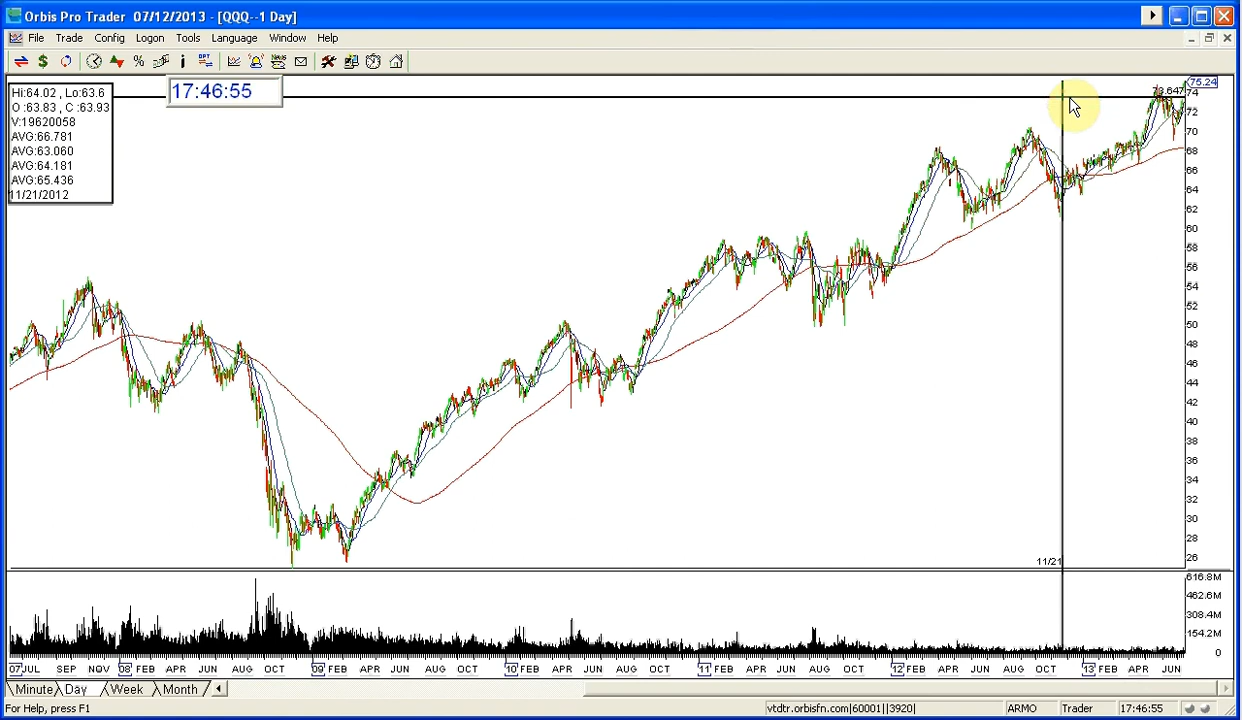 Orbis Pro Trader 07/12/2013 - [QQQ--1 Day]
File Trade Config Logon Tools Language Window Help
$ % i OPT NEWS
17:46:55
Hi:64.02 , Lo:63.6
O :63.83 , C :63.93
V:19620058
AVG:66.781
AVG:63.060
AVG:64.181
AVG:65.436
11/21/2012
75.24
73.647
74
72
70
68
66
64
62
60
58
56
54
52
50
48
46
44
42
40
38
36
34
32
30
28
26
11/21
616.8M
462.6M
308.4M
154.2M
0
07 JUL SEP NOV 08 FEB APR JUN AUG OCT 09 FEB APR JUN AUG OCT 10 FEB APR JUN AUG OCT 11 FEB APR JUN AUG OCT 12 FEB APR JUN AUG OCT 13 FEB APR JUN
Minute Day Week Month
For Help, press F1 vtdtr.orbisfn.com|60001||3920| ARMO Trader 17:46:55